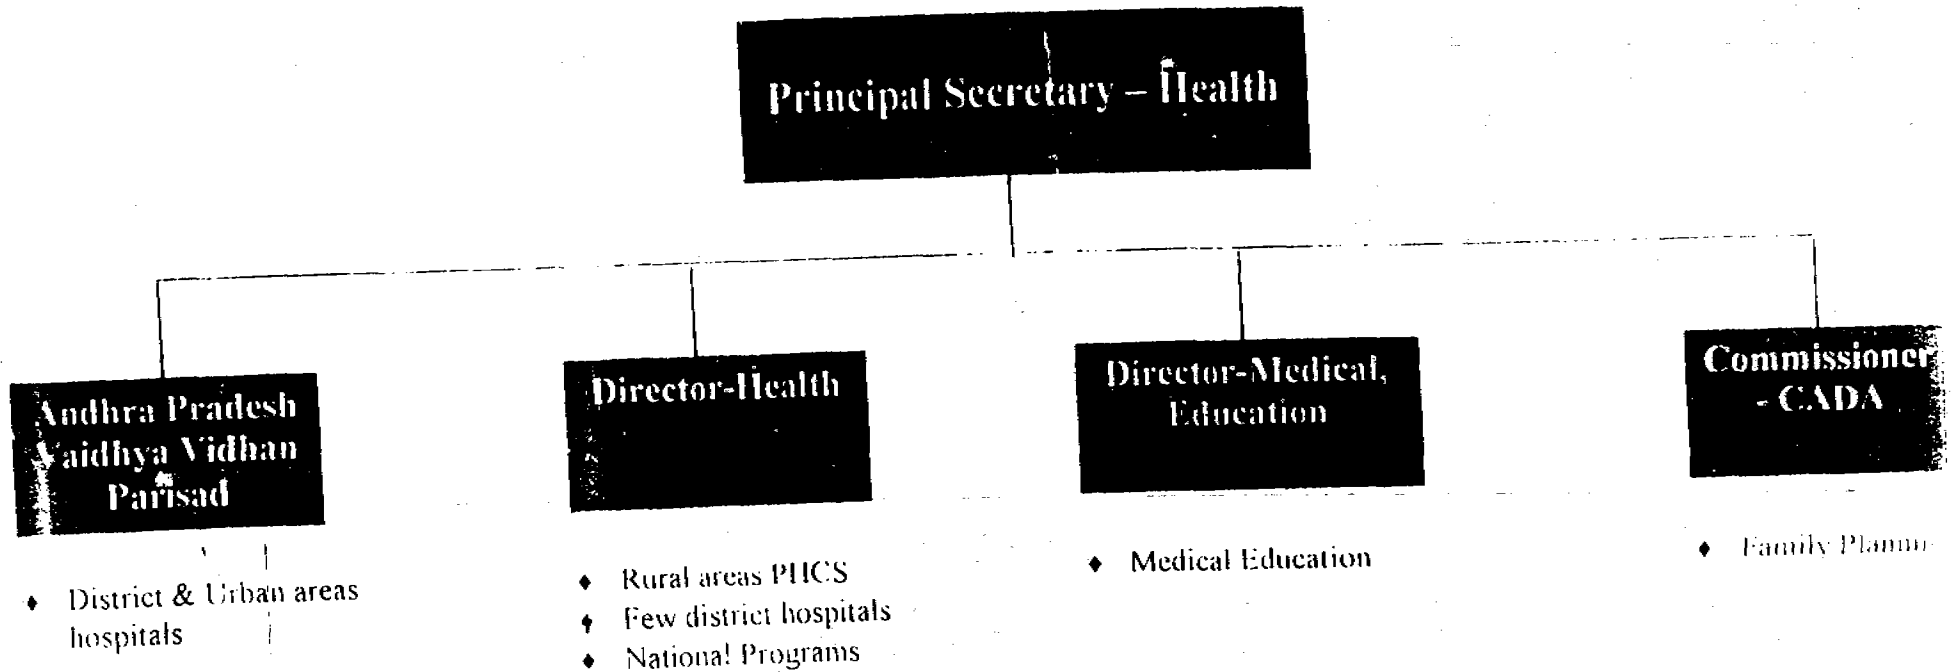 Principal Secretary – Health
Andhra Pradesh
Vaidhya Vidhan
Parisad
Director-Health
Director-Medical,
Education
Commissioner
- CADA
♦ District & Urban areas
hospitals
♦ Rural areas PHCS
♦ Few district hospitals
♦ National Programs
♦ Medical Education
♦ Family